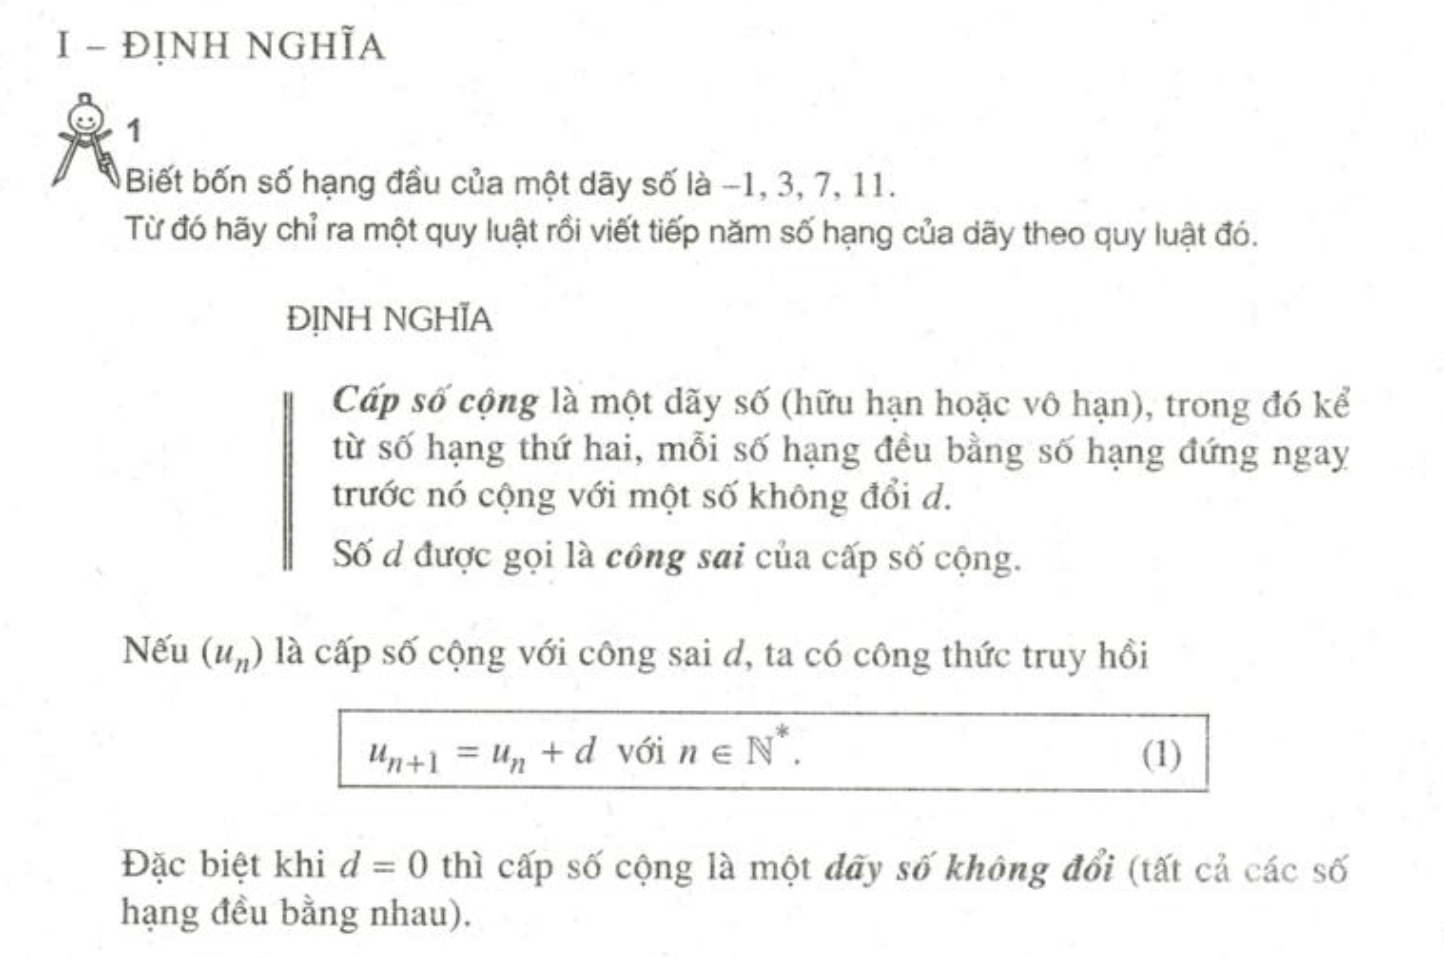 I – ĐỊNH NGHĨA
1
Biết bốn số hạng đầu của một dãy số là –1, 3, 7, 11.
Từ đó hãy chỉ ra một quy luật rồi viết tiếp năm số hạng của dãy theo quy luật đó.
ĐỊNH NGHĨA
Cấp số cộng là một dãy số (hữu hạn hoặc vô hạn), trong đó kể
từ số hạng thứ hai, mỗi số hạng đều bằng số hạng đứng ngay
trước nó cộng với một số không đổi d.
Số d được gọi là công sai của cấp số cộng.
Nếu (uₙ) là cấp số cộng với công sai d, ta có công thức truy hồi
uₙ₊₁ = uₙ + d với n ∈ ℕ*. (1)
Đặc biệt khi d = 0 thì cấp số cộng là một dãy số không đổi (tất cả các số
hạng đều bằng nhau).